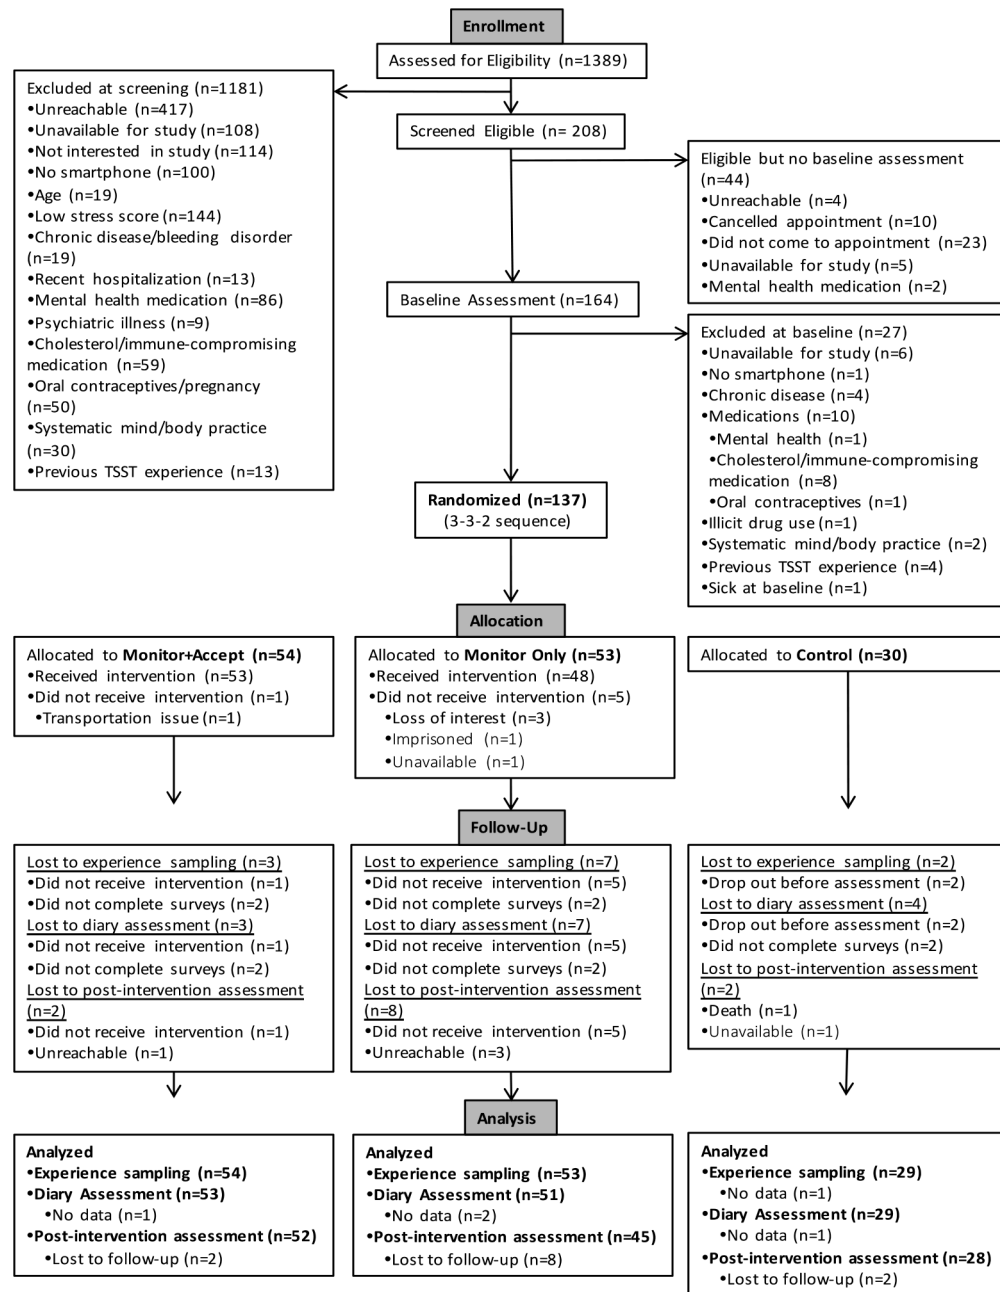 Enrollment
Assessed for Eligibility (n=1389)
Excluded at screening (n=1181)
•Unreachable (n=417)
•Unavailable for study (n=108)
•Not interested in study (n=114)
•No smartphone (n=100)
•Age (n=19)
•Low stress score (n=144)
•Chronic disease/bleeding disorder
(n=19)
•Recent hospitalization (n=13)
•Mental health medication (n=86)
•Psychiatric illness (n=9)
•Cholesterol/immune-compromising
medication (n=59)
•Oral contraceptives/pregnancy
(n=50)
•Systematic mind/body practice
(n=30)
•Previous TSST experience (n=13)
Screened Eligible (n= 208)
Eligible but no baseline assessment
(n=44)
•Unreachable (n=4)
•Cancelled appointment (n=10)
•Did not come to appointment (n=23)
•Unavailable for study (n=5)
•Mental health medication (n=2)
Baseline Assessment (n=164)
Excluded at baseline (n=27)
•Unavailable for study (n=6)
•No smartphone (n=1)
•Chronic disease (n=4)
•Medications (n=10)
•Mental health (n=1)
•Cholesterol/immune-compromising
medication (n=8)
•Oral contraceptives (n=1)
•Illicit drug use (n=1)
•Systematic mind/body practice (n=2)
•Previous TSST experience (n=4)
•Sick at baseline (n=1)
Randomized (n=137)
(3-3-2 sequence)
Allocation
Allocated to Monitor+Accept (n=54)
•Received intervention (n=53)
•Did not receive intervention (n=1)
•Transportation issue (n=1)
Allocated to Monitor Only (n=53)
•Received intervention (n=48)
•Did not receive intervention (n=5)
•Loss of interest (n=3)
•Imprisoned (n=1)
•Unavailable (n=1)
Allocated to Control (n=30)
Follow-Up
Lost to experience sampling (n=3)
•Did not receive intervention (n=1)
•Did not complete surveys (n=2)
Lost to diary assessment (n=3)
•Did not receive intervention (n=1)
•Did not complete surveys (n=2)
Lost to post-intervention assessment
(n=2)
•Did not receive intervention (n=1)
•Unreachable (n=1)
Lost to experience sampling (n=7)
•Did not receive intervention (n=5)
•Did not complete surveys (n=2)
Lost to diary assessment (n=7)
•Did not receive intervention (n=5)
•Did not complete surveys (n=2)
Lost to post-intervention assessment
(n=8)
•Did not receive intervention (n=5)
•Unreachable (n=3)
Lost to experience sampling (n=2)
•Drop out before assessment (n=2)
Lost to diary assessment (n=4)
•Drop out before assessment (n=2)
•Did not complete surveys (n=2)
Lost to post-intervention assessment
(n=2)
•Death (n=1)
•Unavailable (n=1)
Analysis
Analyzed
•Experience sampling (n=54)
•Diary Assessment (n=53)
•No data (n=1)
•Post-intervention assessment (n=52)
•Lost to follow-up (n=2)
Analyzed
•Experience sampling (n=53)
•Diary Assessment (n=51)
•No data (n=2)
•Post-intervention assessment (n=45)
•Lost to follow-up (n=8)
Analyzed
•Experience sampling (n=29)
•No data (n=1)
•Diary Assessment (n=29)
•No data (n=1)
•Post-intervention assessment (n=28)
•Lost to follow-up (n=2)